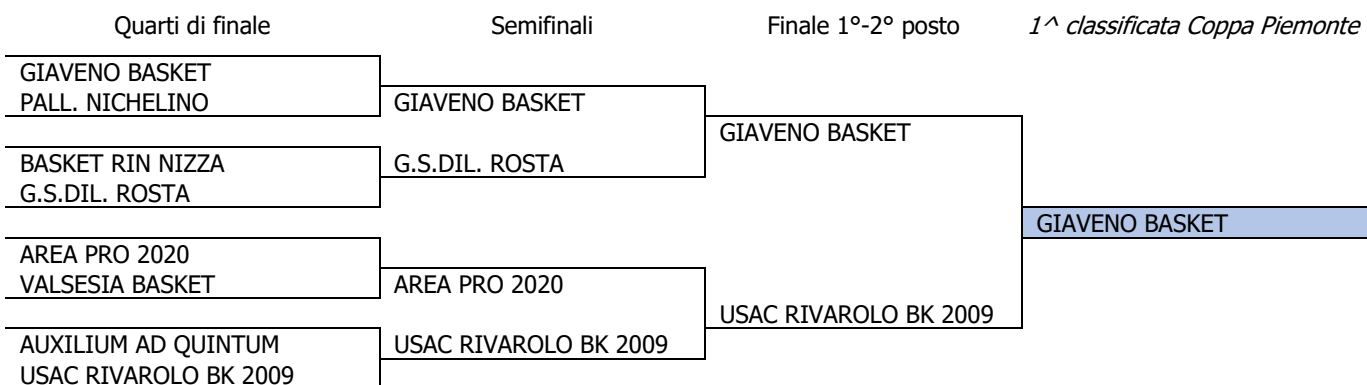 Quarti di finale Semifinali Finale 1°-2° posto 1^ classificata Coppa Piemonte
GIAVENO BASKET
PALL. NICHELINO GIAVENO BASKET
GIAVENO BASKET
BASKET RIN NIZZA G.S.DIL. ROSTA
G.S.DIL. ROSTA
GIAVENO BASKET
AREA PRO 2020
VALSESIA BASKET AREA PRO 2020
USAC RIVAROLO BK 2009
AUXILIUM AD QUINTUM USAC RIVAROLO BK 2009
USAC RIVAROLO BK 2009